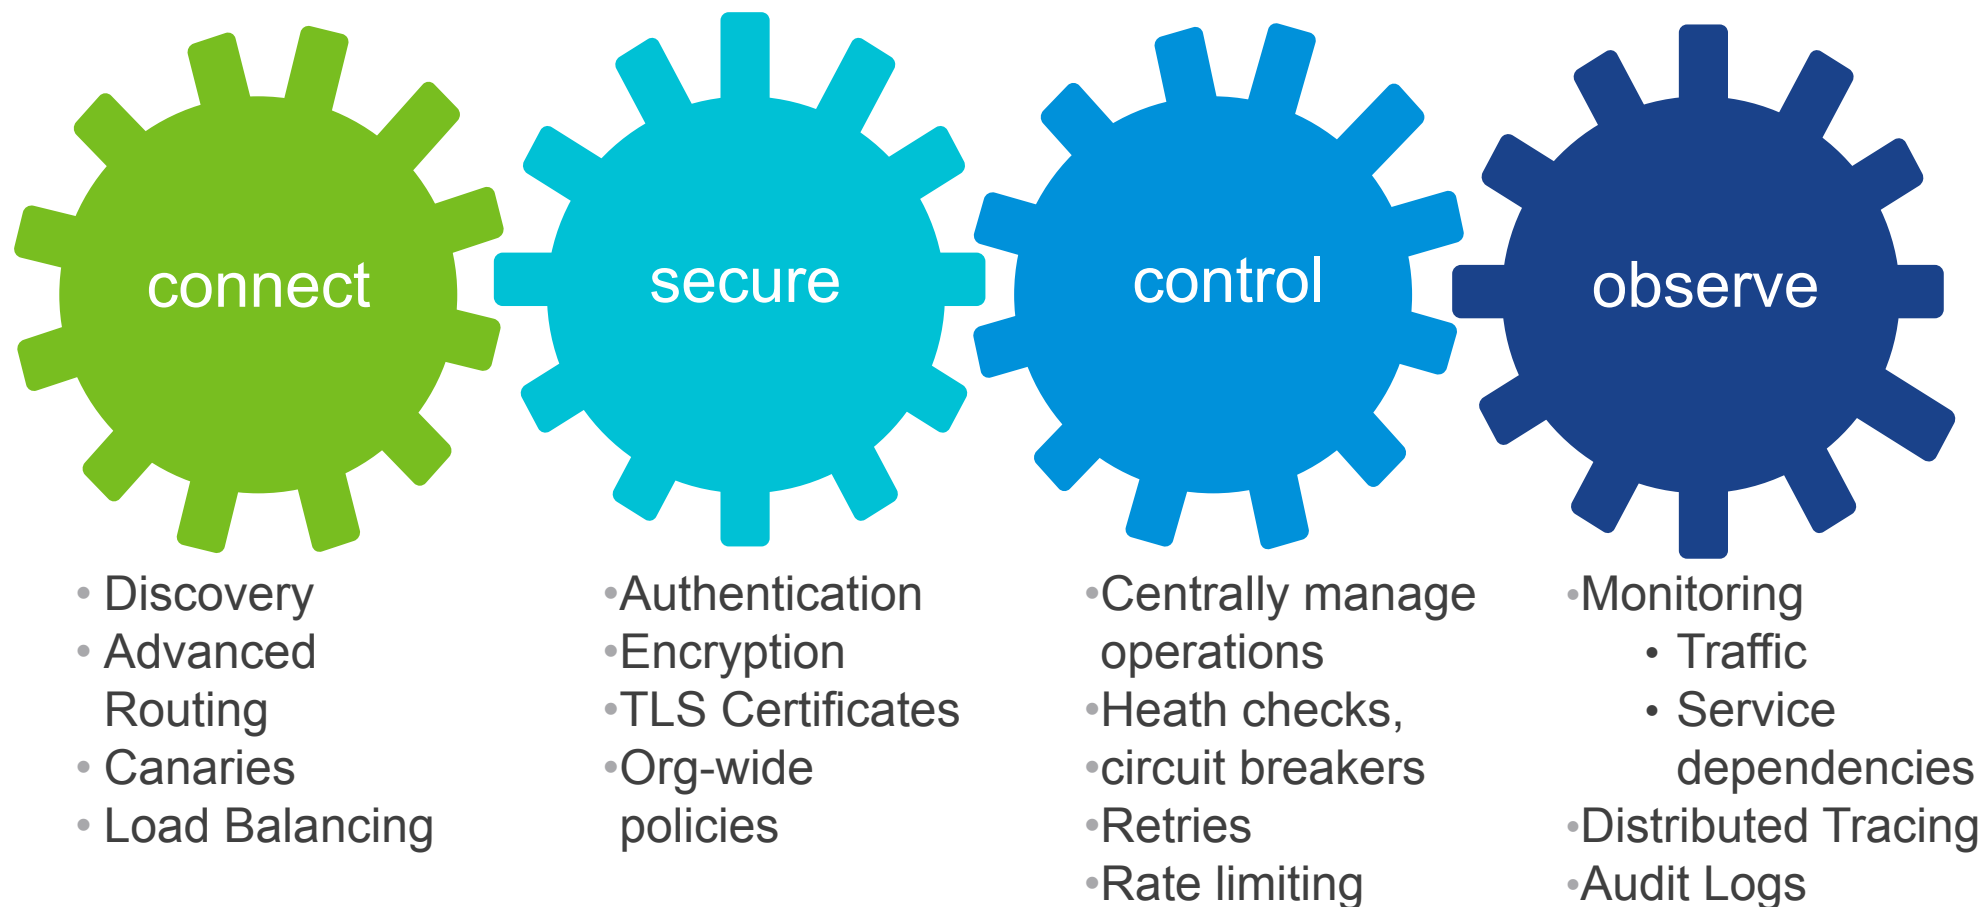 connect
secure
control
observe
• Discovery
• Advanced
Routing
• Canaries
• Load Balancing
•Authentication
•Encryption
•TLS Certificates
•Org-wide
policies
•Centrally manage
operations
•Heath checks,
•circuit breakers
•Retries
•Rate limiting
•Monitoring
• Traffic
• Service
dependencies
•Distributed Tracing
•Audit Logs